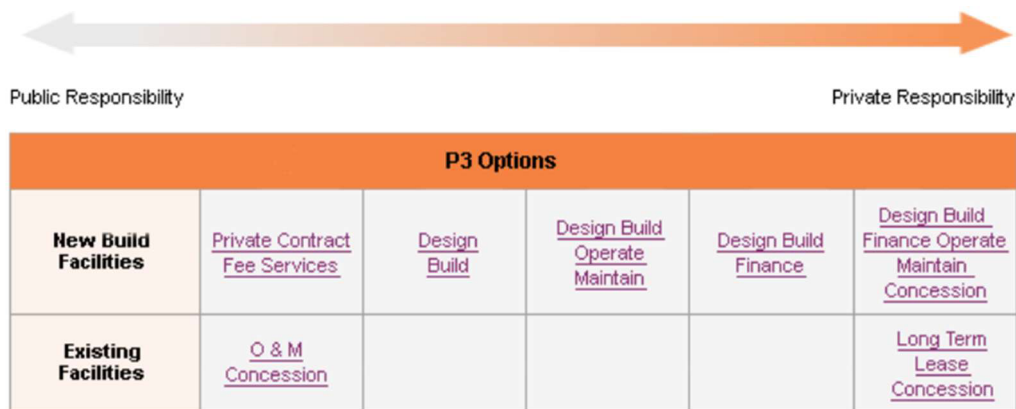 Public Responsibility
Private Responsibility
P3 Options
New Build
Facilities
Private Contract
Fee Services
Design
Build
Design Build
Operate
Maintain
Design Build
Finance
Design Build
Finance Operate
Maintain
Concession
Existing
Facilities
O & M
Concession
Long Term
Lease
Concession